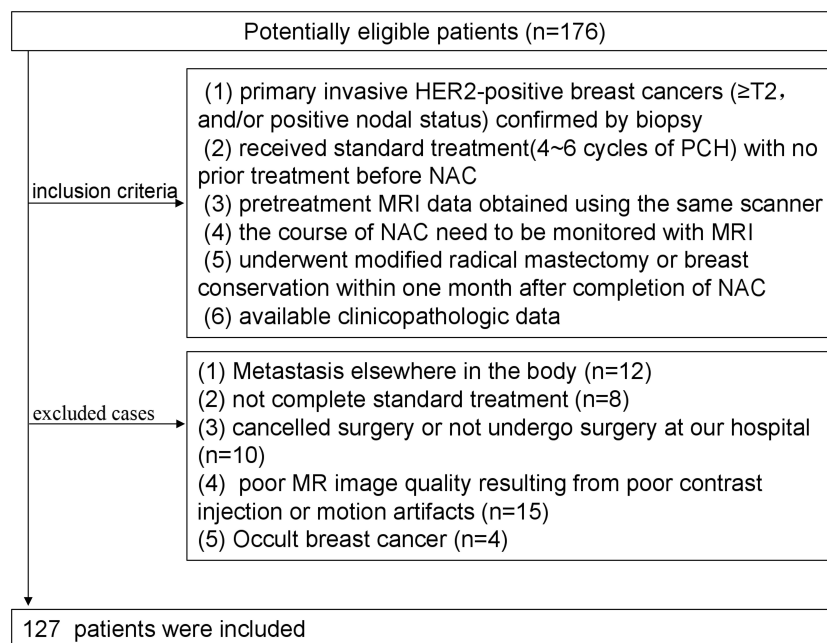 Potentially eligible patients (n=176)
(1) primary invasive HER2-positive breast cancers (≥T2,
and/or positive nodal status) confirmed by biopsy
(2) received standard treatment(4~6 cycles of PCH) with no
prior treatment before NAC
inclusion criteria
(3) pretreatment MRI data obtained using the same scanner
(4) the course of NAC need to be monitored with MRI
(5) underwent modified radical mastectomy or breast
conservation within one month after completion of NAC
(6) available clinicopathologic data
(1) Metastasis elsewhere in the body (n=12)
(2) not complete standard treatment (n=8)
excluded cases
(3) cancelled surgery or not undergo surgery at our hospital
(n=10)
(4) poor MR image quality resulting from poor contrast
injection or motion artifacts (n=15)
(5) Occult breast cancer (n=4)
127 patients were included